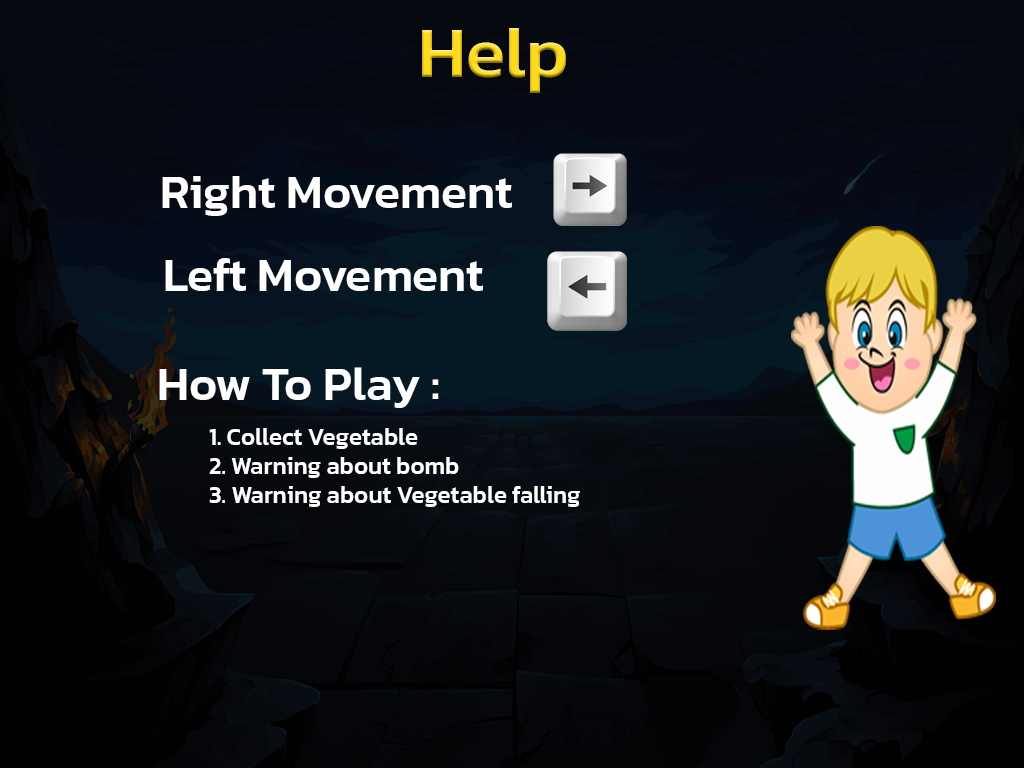 Help
Right Movement
Left Movement
How To Play :
1. Collect Vegetable
2. Warning about bomb
3. Warning about Vegetable falling